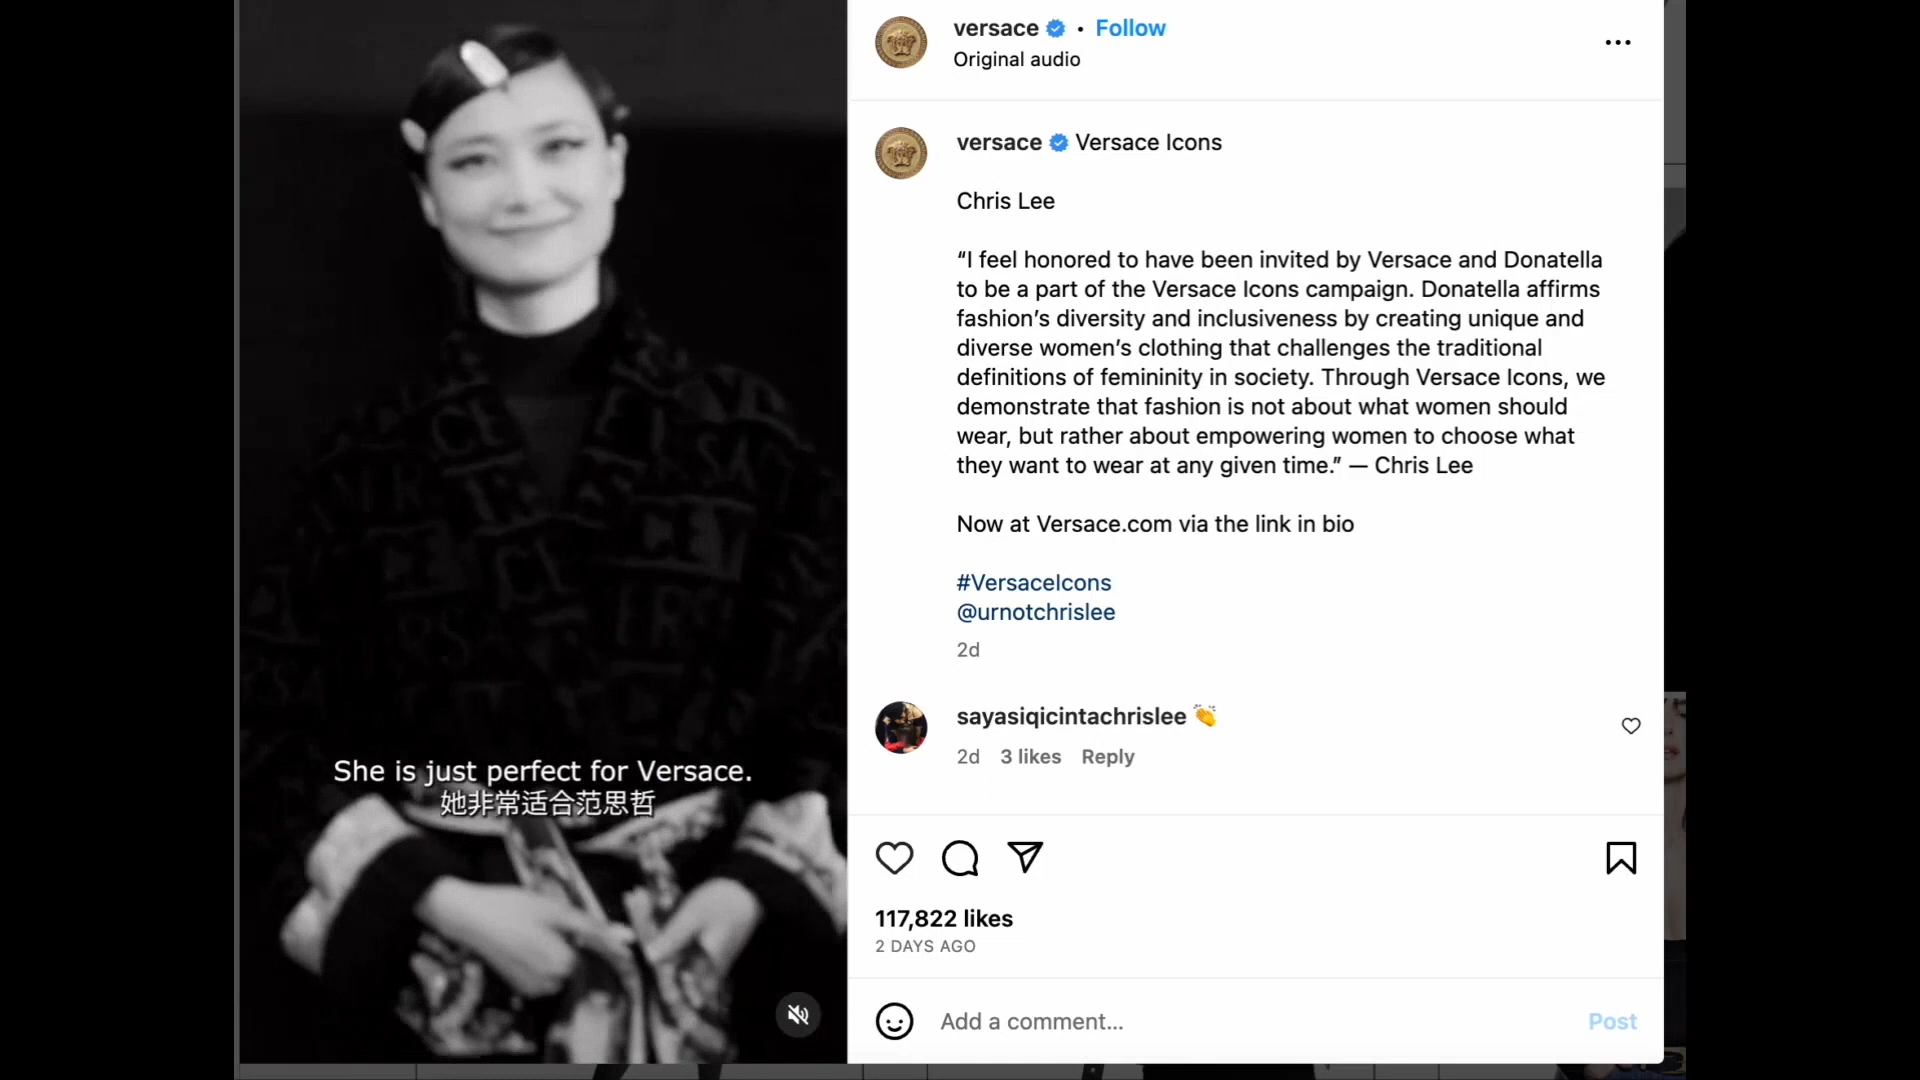 versace • Follow
Original audio
versace Versace Icons
Chris Lee
“I feel honored to have been invited by Versace and Donatella
to be a part of the Versace Icons campaign. Donatella affirms
fashion’s diversity and inclusiveness by creating unique and
diverse women’s clothing that challenges the traditional
definitions of femininity in society. Through Versace Icons, we
demonstrate that fashion is not about what women should
wear, but rather about empowering women to choose what
they want to wear at any given time.” — Chris Lee
Now at Versace.com via the link in bio
#VersaceIcons
@urnotchrislee
2d
sayasiqicintachrislee 👏
2d 3 likes Reply
117,822 likes
2 DAYS AGO
Add a comment... Post
She is just perfect for Versace.
她非常适合范思哲